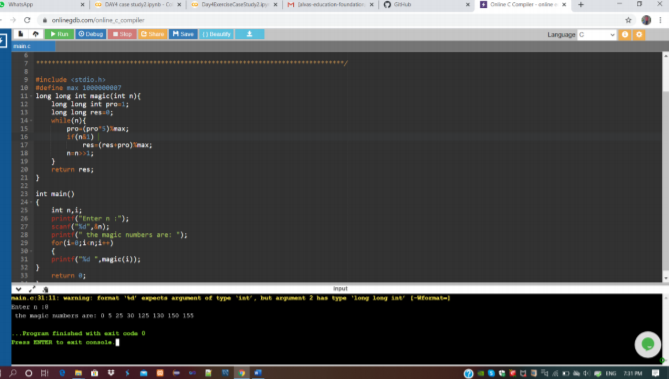 WhatsApp
DAY4 case study2.ipynb - Co
Day4ExerciseCaseStudy2.ipy
GitHub
Online C Compiler - online e
onlinegdb.com/online_c_compiler
Run Debug Stop Share Save {} Beautify
Language C
main.c
6
7 ******************************************************************************/
8
9 #include <stdio.h>
10 #define max 1000000007
11 long long int magic(int n){
12 long long int pro=1;
13 long long res=0;
14 while(n){
15 pro=(pro*5)%max;
16 if(n&1)
17 res=(res+pro)%max;
18 n=n>>1;
19 }
20 return res;
21 }
22
23 int main()
24 {
25 int n,i;
26 printf("Enter n :");
27 scanf("%d",&n);
28 printf(" the magic numbers are: ");
29 for(i=0;i<n;i++)
30 {
31 printf("%d ",magic(i));
32 }
33 return 0;
input
main.c:31:11: warning: format '%d' expects argument of type 'int', but argument 2 has type 'long long int' [-Wformat=]
Enter n :8
the magic numbers are: 0 5 25 30 125 130 150 155
...Program finished with exit code 0
Press ENTER to exit console.
ENG 7:31 PM